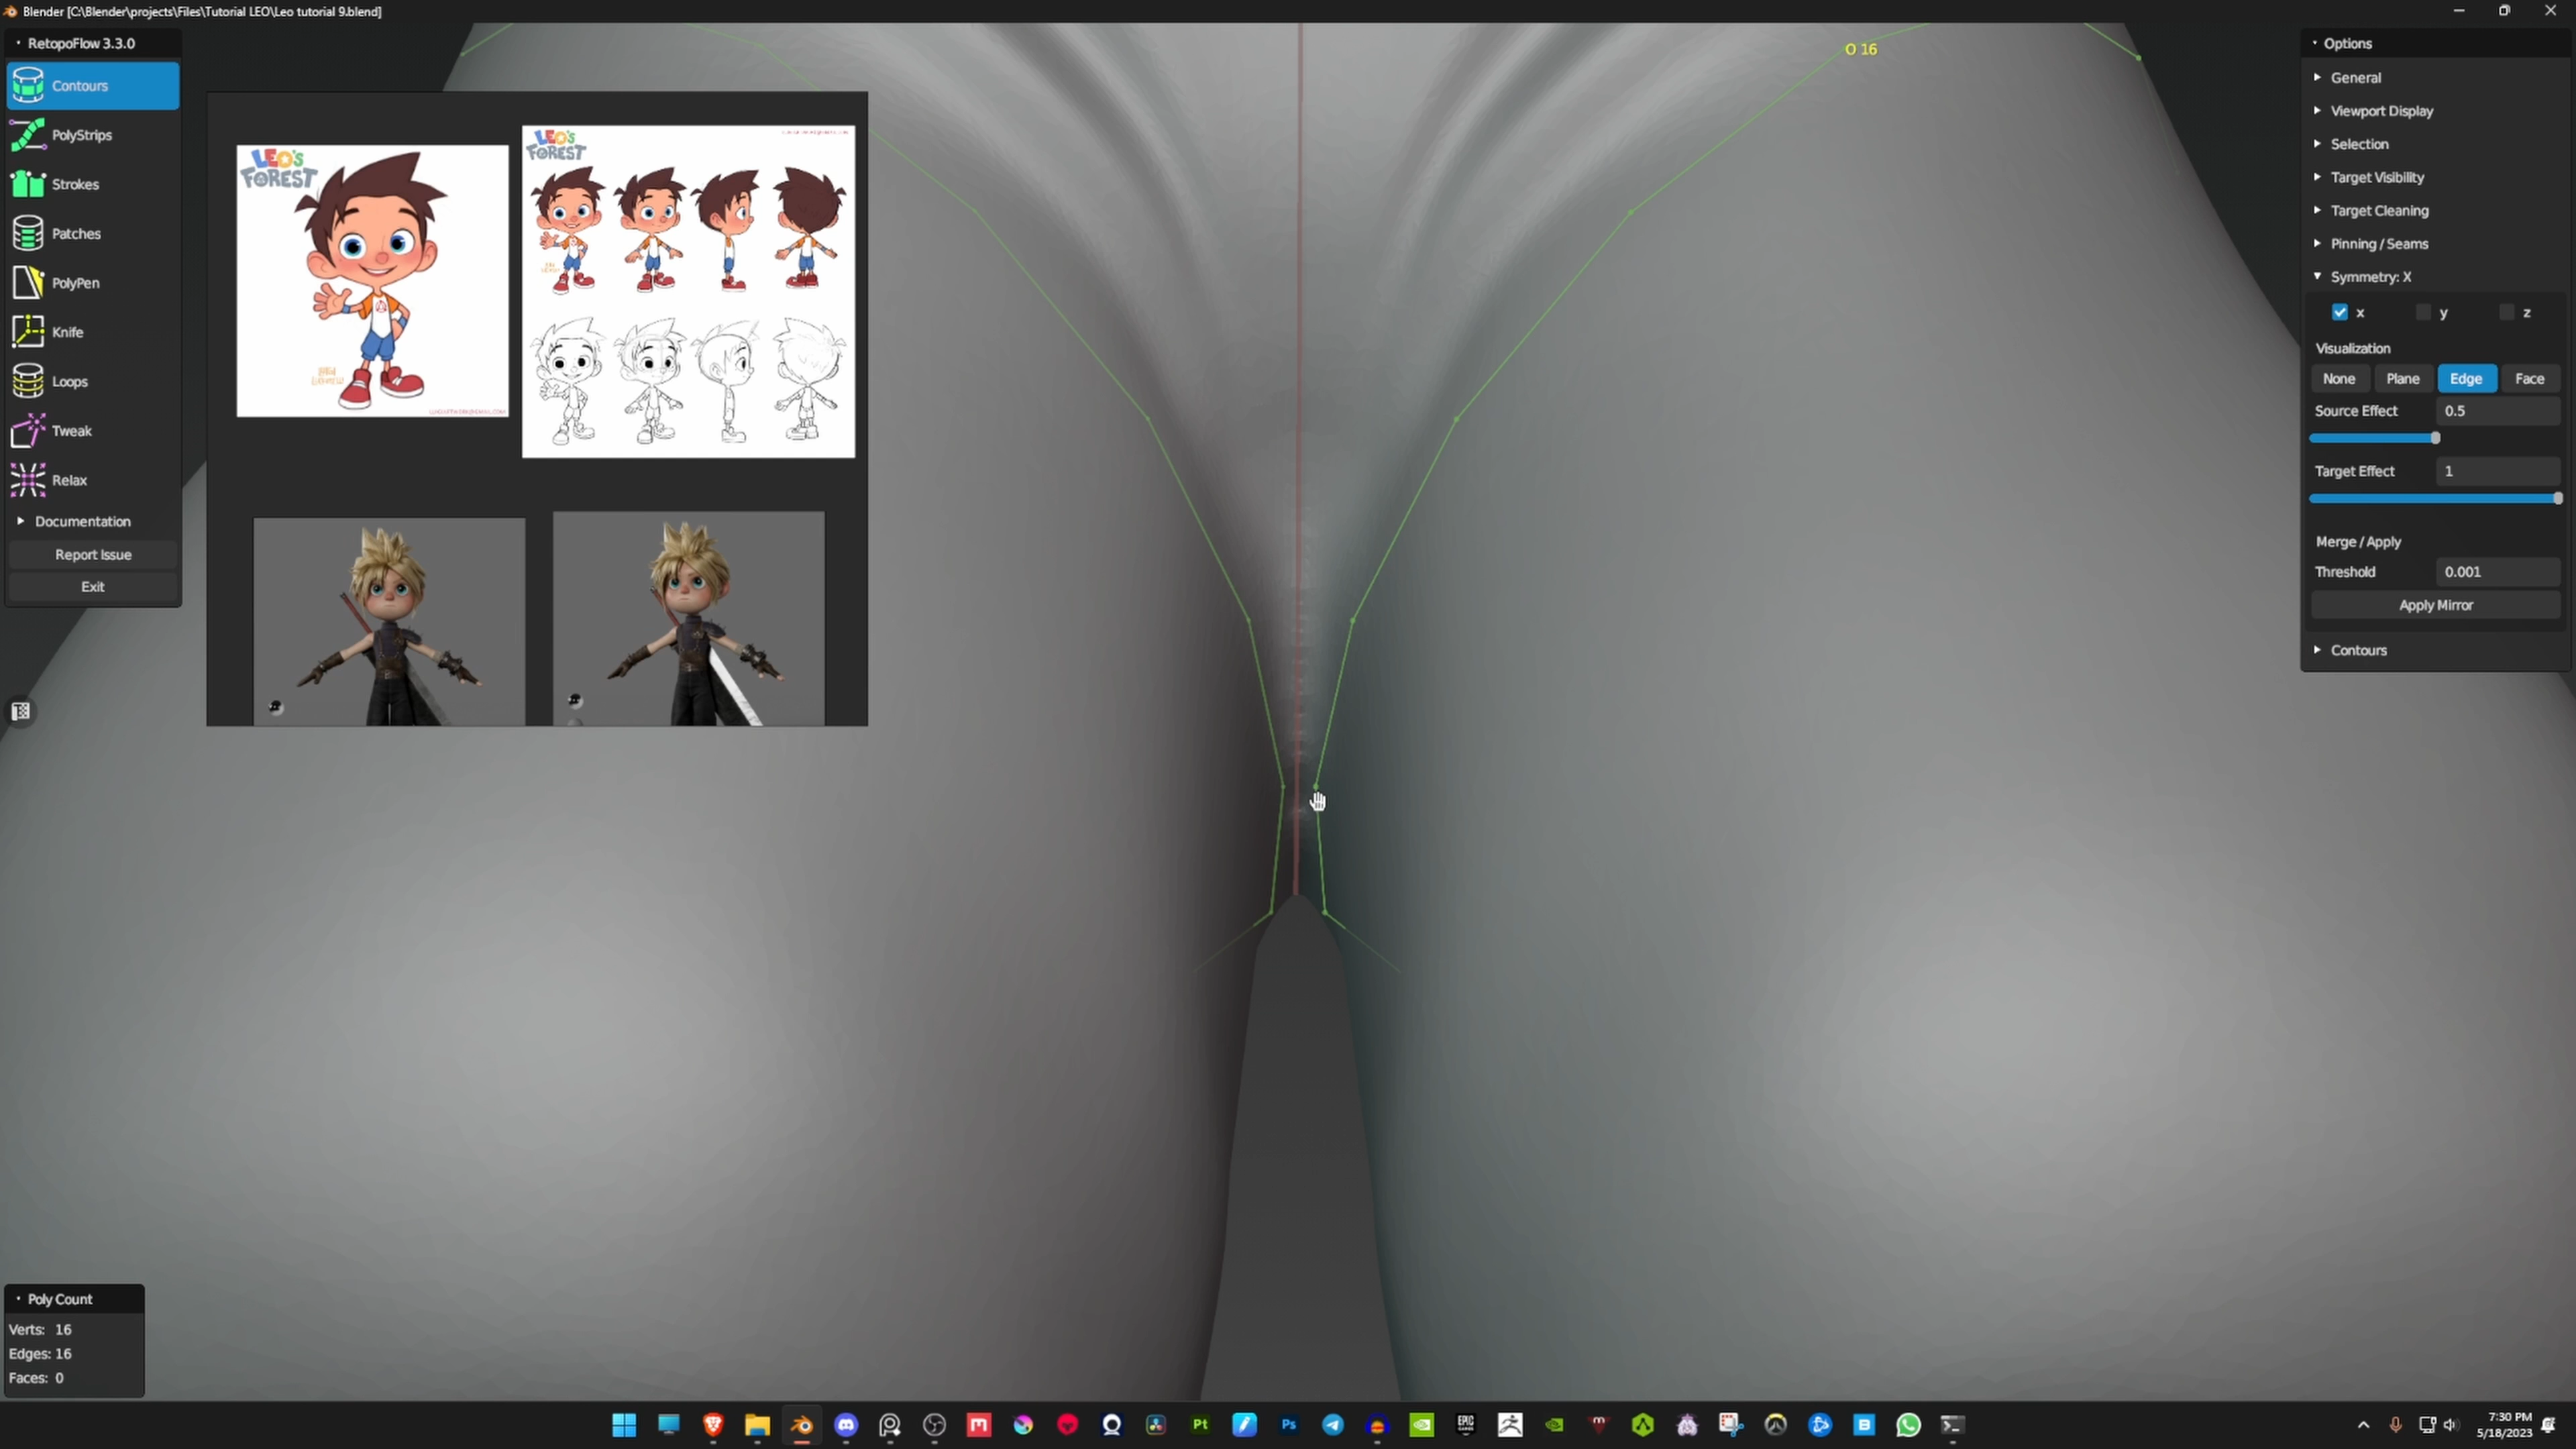 Blender [C:\Blender\projects\Files\Tutorial LEO\Leo tutorial 9.blend]
RetopoFlow 3.3.0
Contours
PolyStrips
Strokes
Patches
PolyPen
Knife
Loops
Tweak
Relax
Documentation
Report Issue
Exit
LEO'S
FOREST
LEO'S
FOREST
O 16
Options
General
Viewport Display
Selection
Target Visibility
Target Cleaning
Pinning / Seams
Symmetry: X
x y z
Visualization
None Plane Edge Face
Source Effect 0.5
Target Effect 1
Merge / Apply
Threshold 0.001
Apply Mirror
Contours
Poly Count
Verts: 16
Edges: 16
Faces: 0
Pt
Ps
EPIC
GAMES
B
7:30 PM
5/18/2023